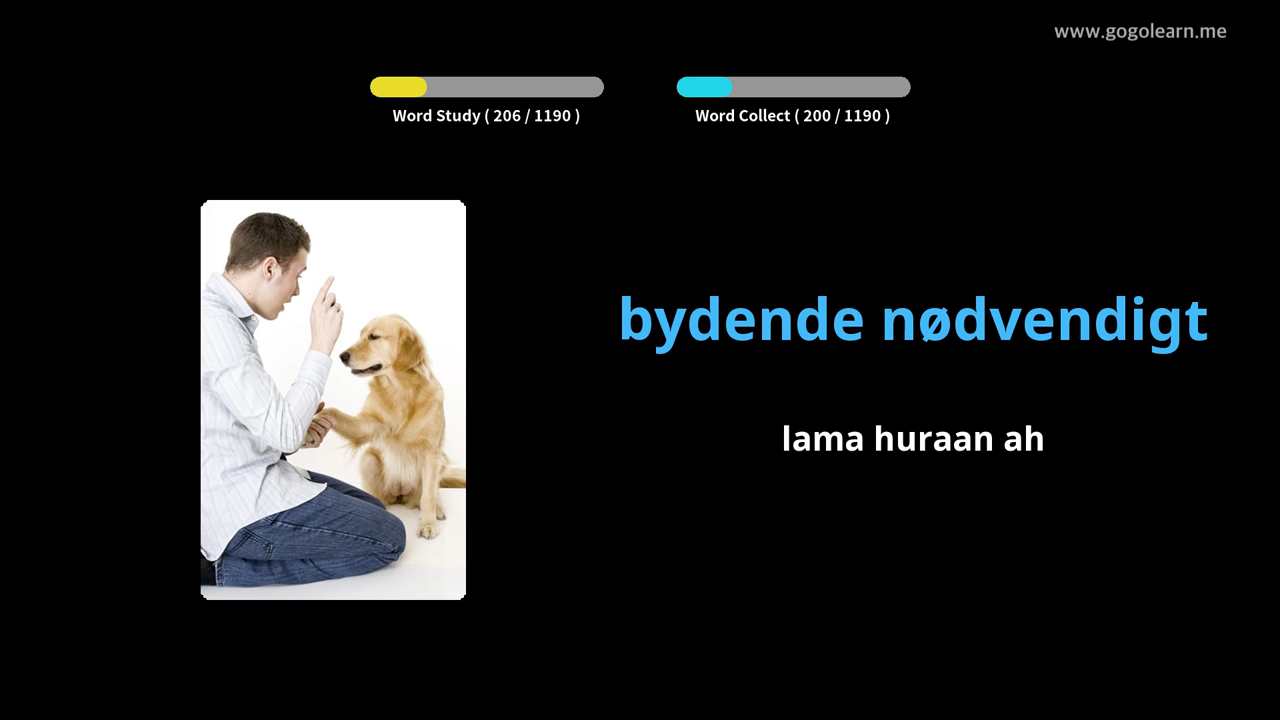 www.gogolearn.me
Word Study ( 206 / 1190 )
Word Collect ( 200 / 1190 )
bydende nødvendigt
lama huraan ah